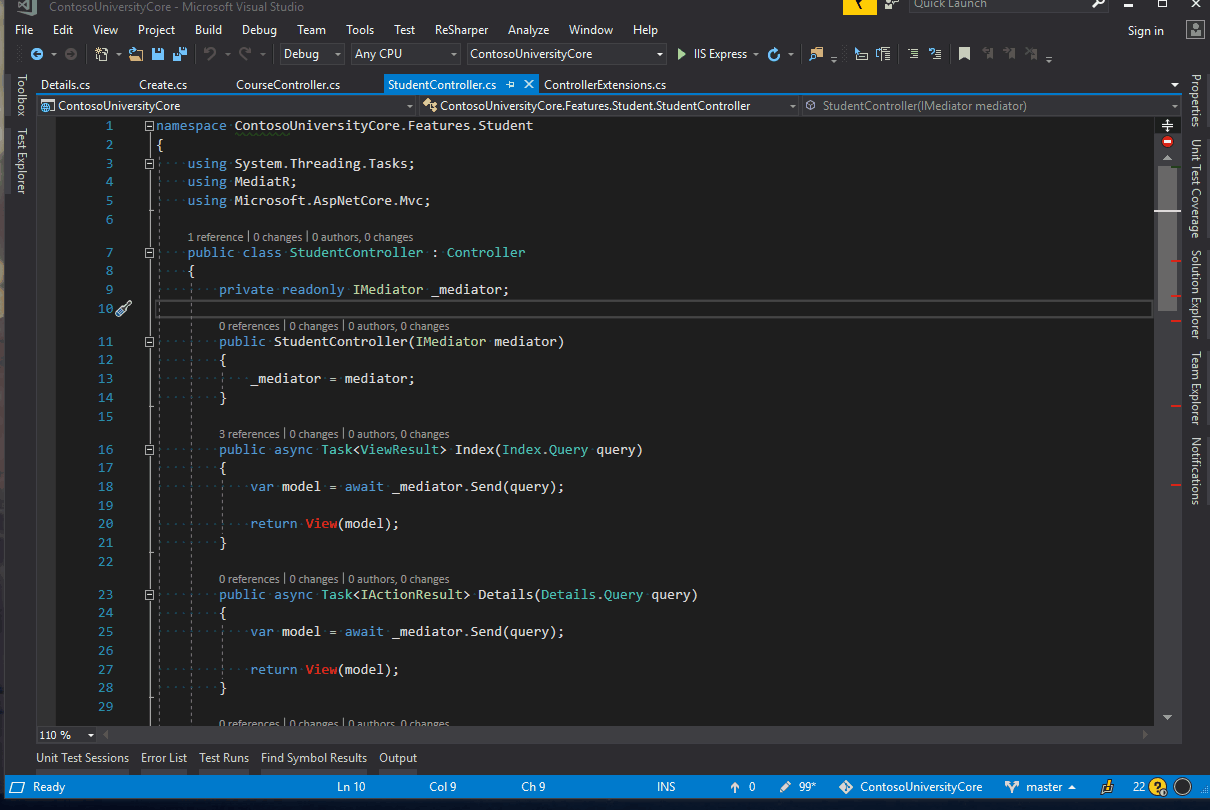 ContosoUniversityCore - Microsoft Visual Studio
Quick Launch
File Edit View Project Build Debug Team Tools Test ReSharper Analyze Window Help
Sign in
Debug Any CPU ContosoUniversityCore IIS Express
Details.cs Create.cs CourseController.cs StudentController.cs ControllerExtensions.cs
ContosoUniversityCore ContosoUniversityCore.Features.Student.StudentController StudentController(IMediator mediator)
Toolbox
Test Explorer
1 namespace ContosoUniversityCore.Features.Student
2 {
3 using System.Threading.Tasks;
4 using MediatR;
5 using Microsoft.AspNetCore.Mvc;
6
1 reference | 0 changes | 0 authors, 0 changes
7 public class StudentController : Controller
8 {
9 private readonly IMediator _mediator;
10
0 references | 0 changes | 0 authors, 0 changes
11 public StudentController(IMediator mediator)
12 {
13 _mediator = mediator;
14 }
15
3 references | 0 changes | 0 authors, 0 changes
16 public async Task<ViewResult> Index(Index.Query query)
17 {
18 var model = await _mediator.Send(query);
19
20 return View(model);
21 }
22
0 references | 0 changes | 0 authors, 0 changes
23 public async Task<IActionResult> Details(Details.Query query)
24 {
25 var model = await _mediator.Send(query);
26
27 return View(model);
28 }
29
0 references | 0 changes | 0 authors, 0 changes
Properties
Unit Test Coverage
Solution Explorer
Team Explorer
Notifications
110 %
Unit Test Sessions Error List Test Runs Find Symbol Results Output
Ready Ln 10 Col 9 Ch 9 INS 0 99* ContosoUniversityCore master 22